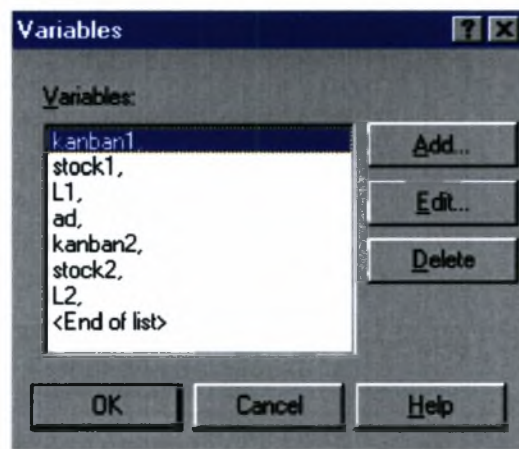 Variables
Variables:
kanban1,
stock1,
L1,
ad,
kanban2,
stock2,
L2,
<End of list>
Add...
Edit...
Delete
OK
Cancel
Help